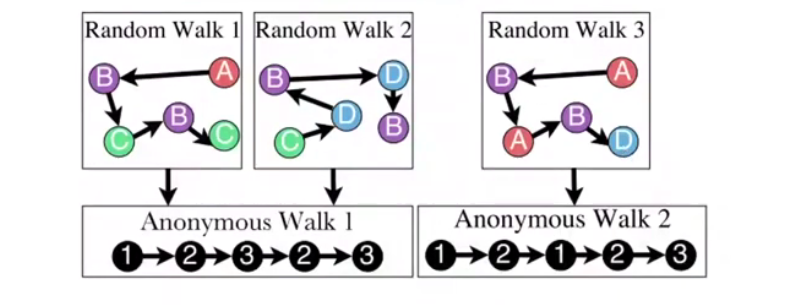 Random Walk 1
B A
C B C
Random Walk 2
B D
C D B
Random Walk 3
B A
A B D
Anonymous Walk 1
1 2 3 2 3
Anonymous Walk 2
1 2 1 2 3